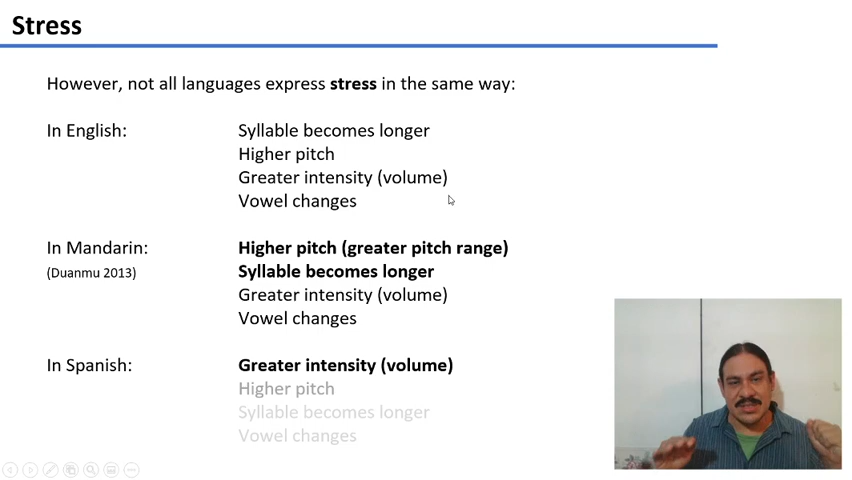 Stress
However, not all languages express stress in the same way:
In English:
Syllable becomes longer
Higher pitch
Greater intensity (volume)
Vowel changes
In Mandarin:
(Duanmu 2013)
Higher pitch (greater pitch range)
Syllable becomes longer
Greater intensity (volume)
Vowel changes
In Spanish:
Greater intensity (volume)
Higher pitch
Syllable becomes longer
Vowel changes